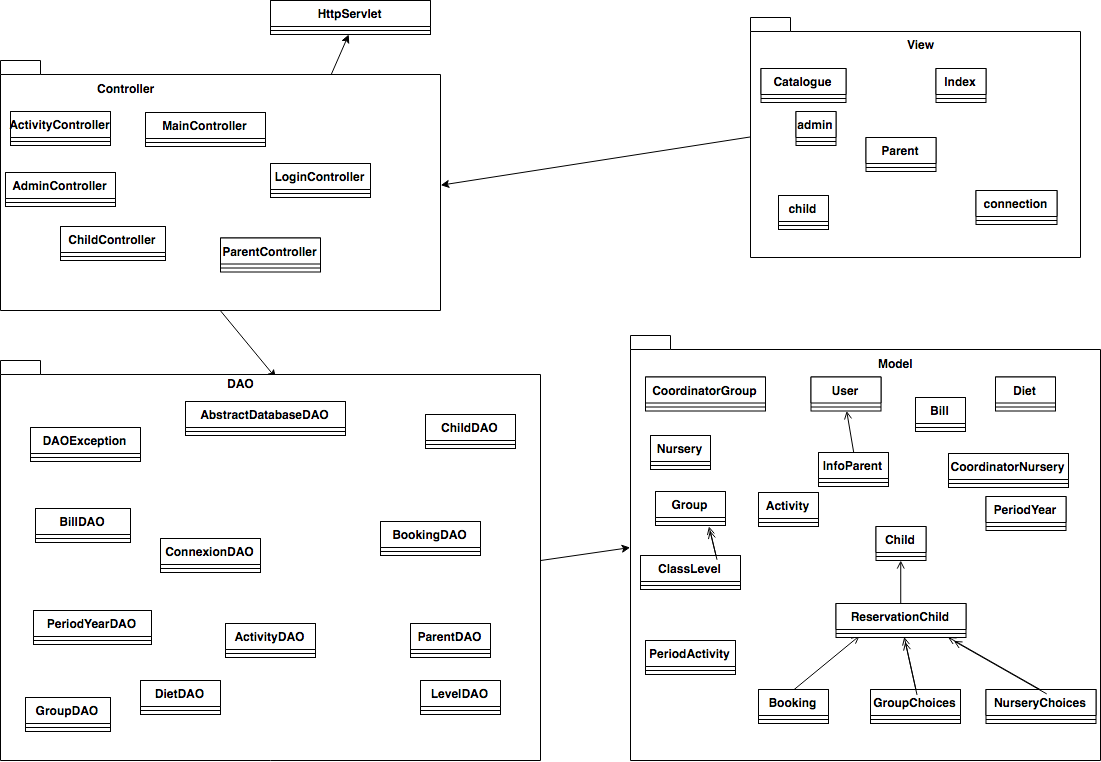 HttpServlet
View
Catalogue
Index
admin
Parent
child
connection
Controller
ActivityController
MainController
AdminController
LoginController
ChildController
ParentController
DAO
AbstractDatabaseDAO
ChildDAO
DAOException
BillDAO
BookingDAO
ConnexionDAO
PeriodYearDAO
ActivityDAO
ParentDAO
DietDAO
LevelDAO
GroupDAO
Model
CoordinatorGroup
User
Diet
Bill
Nursery
InfoParent
CoordinatorNursery
Group
Activity
PeriodYear
Child
ClassLevel
ReservationChild
PeriodActivity
Booking
GroupChoices
NurseryChoices